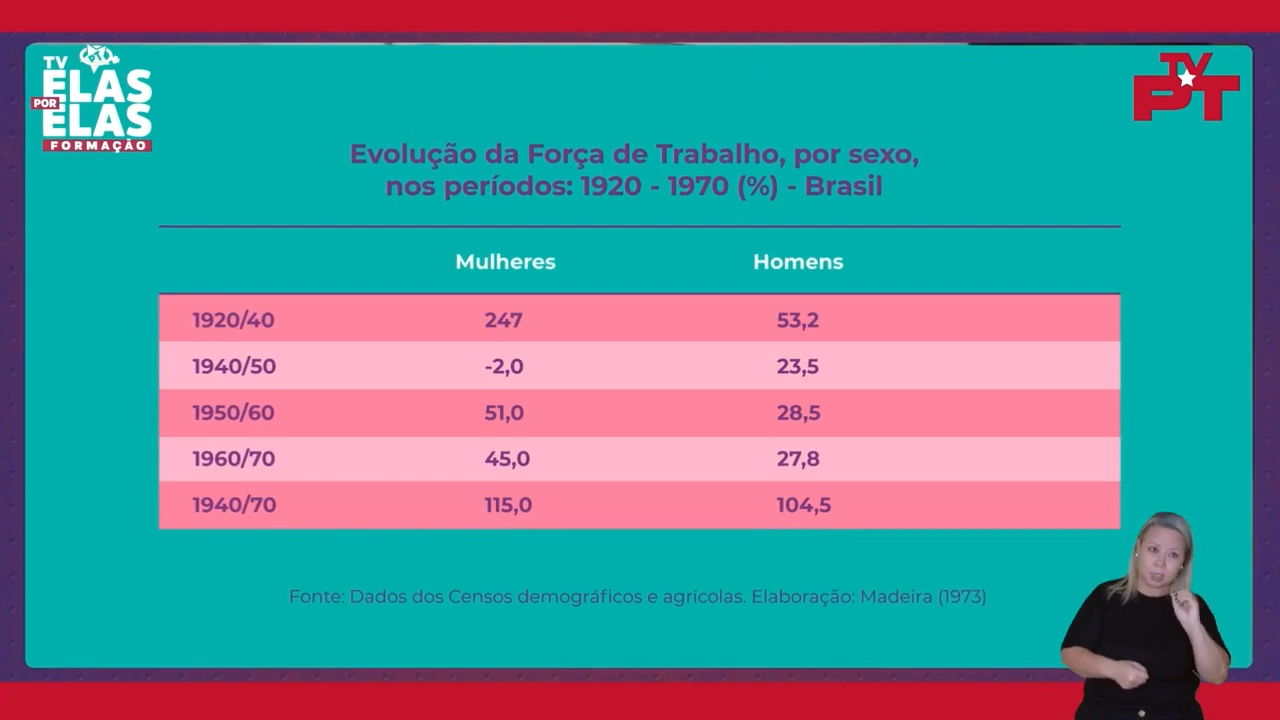 TV
ELAS
POR
ELAS
FORMAÇÃO
TV
PT
Evolução da Força de Trabalho, por sexo,
nos períodos: 1920 - 1970 (%) - Brasil
Mulheres Homens
1920/40 247 53,2
1940/50 -2,0 23,5
1950/60 51,0 28,5
1960/70 45,0 27,8
1940/70 115,0 104,5
Fonte: Dados dos Censos demográficos e agrícolas. Elaboração: Madeira (1973)